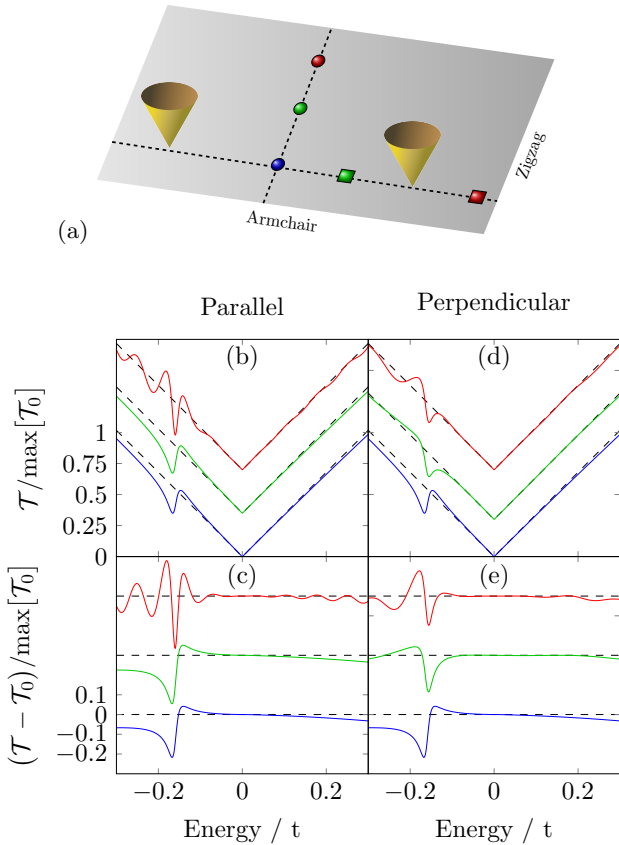 Zigzag
Armchair
(a)
Parallel
Perpendicular
(b)
(d)
1
0.75
0.5
0.25
0
𝒯/max[𝒯₀]
(c)
(e)
0.1
0
−0.1
−0.2
(𝒯 − 𝒯₀)/max[𝒯₀]
−0.2 0 0.2
−0.2 0 0.2
Energy / t
Energy / t